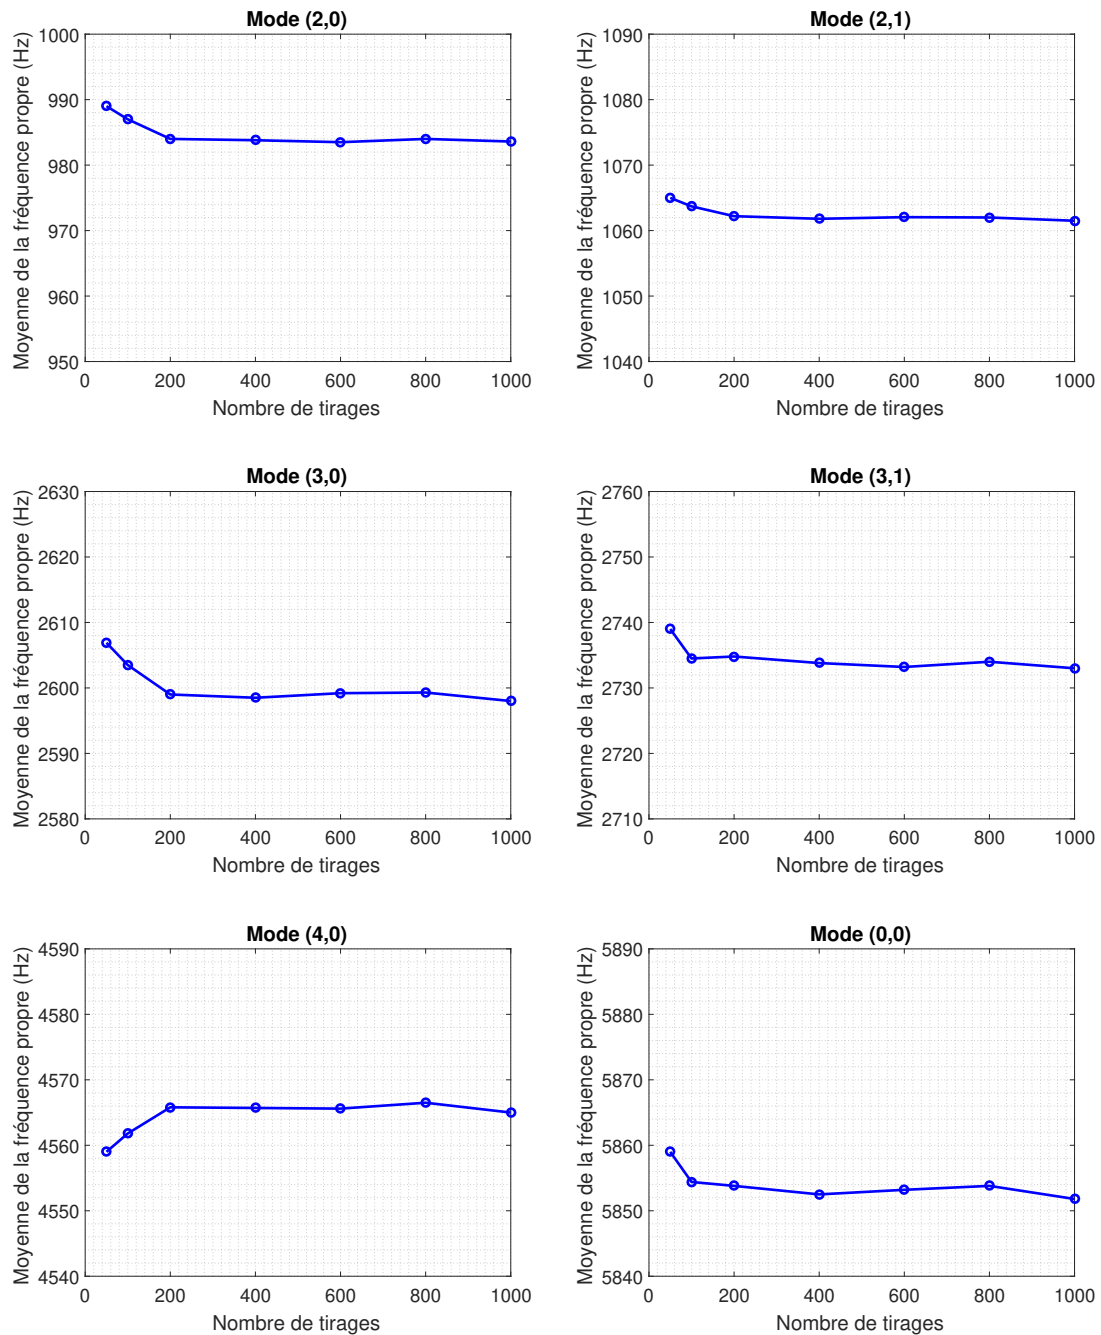 Mode (2,0)
Moyenne de la fréquence propre (Hz)
1000
990
980
970
960
950
0 200 400 600 800 1000
Nombre de tirages
Mode (2,1)
Moyenne de la fréquence propre (Hz)
1090
1080
1070
1060
1050
1040
0 200 400 600 800 1000
Nombre de tirages
Mode (3,0)
Moyenne de la fréquence propre (Hz)
2630
2620
2610
2600
2590
2580
0 200 400 600 800 1000
Nombre de tirages
Mode (3,1)
Moyenne de la fréquence propre (Hz)
2760
2750
2740
2730
2720
2710
0 200 400 600 800 1000
Nombre de tirages
Mode (4,0)
Moyenne de la fréquence propre (Hz)
4590
4580
4570
4560
4550
4540
0 200 400 600 800 1000
Nombre de tirages
Mode (0,0)
Moyenne de la fréquence propre (Hz)
5890
5880
5870
5860
5850
5840
0 200 400 600 800 1000
Nombre de tirages